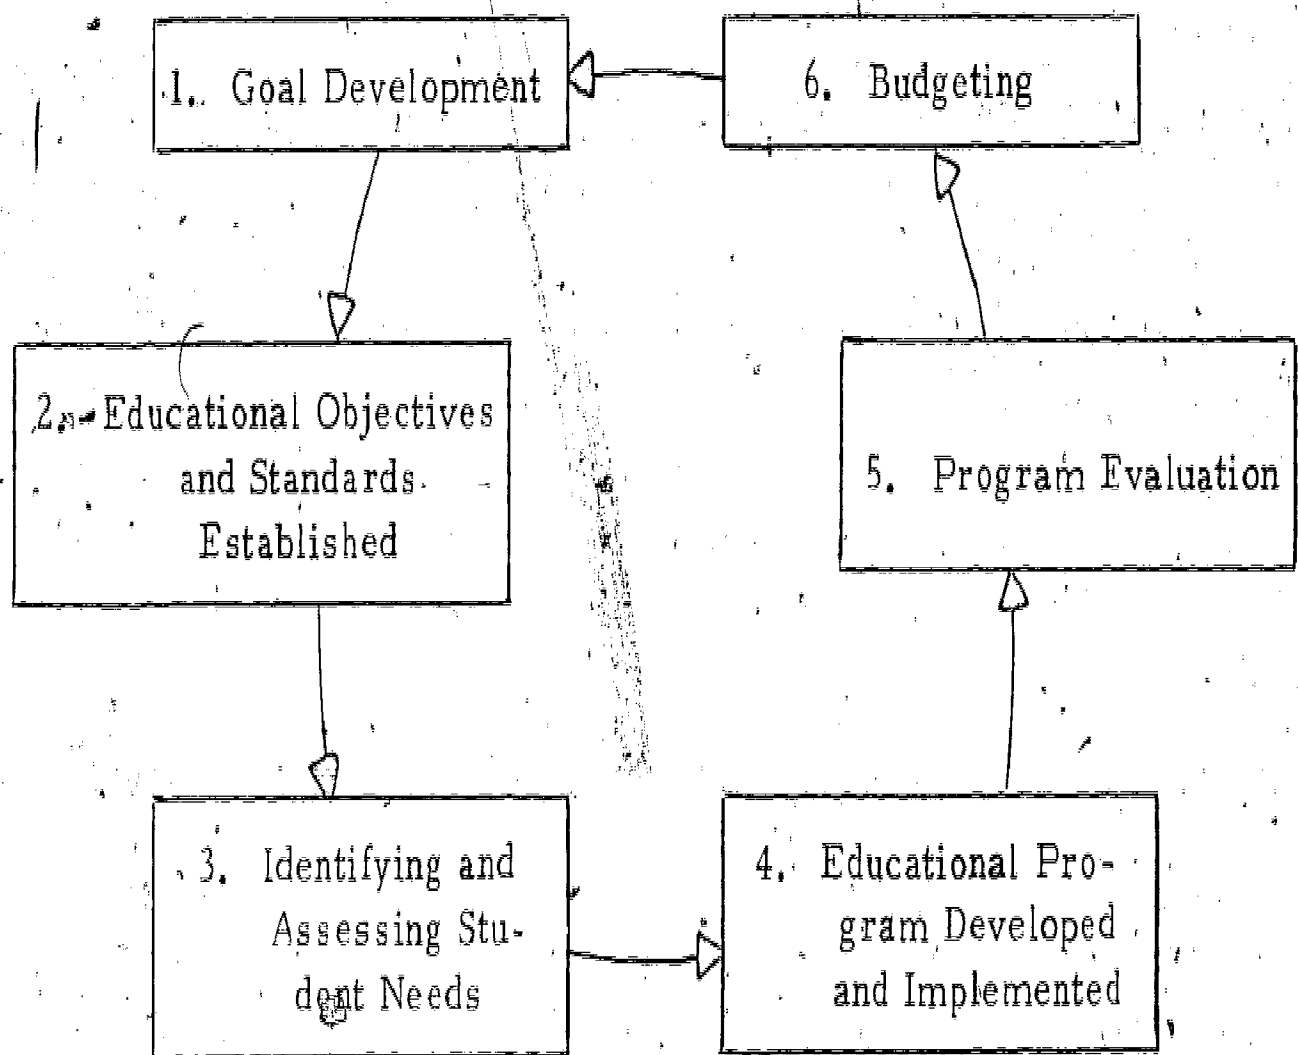 1. Goal Development
2. Educational Objectives
and Standards
Established
3. Identifying and
Assessing Stu-
dent Needs
4. Educational Pro-
gram Developed
and Implemented
5. Program Evaluation
6. Budgeting